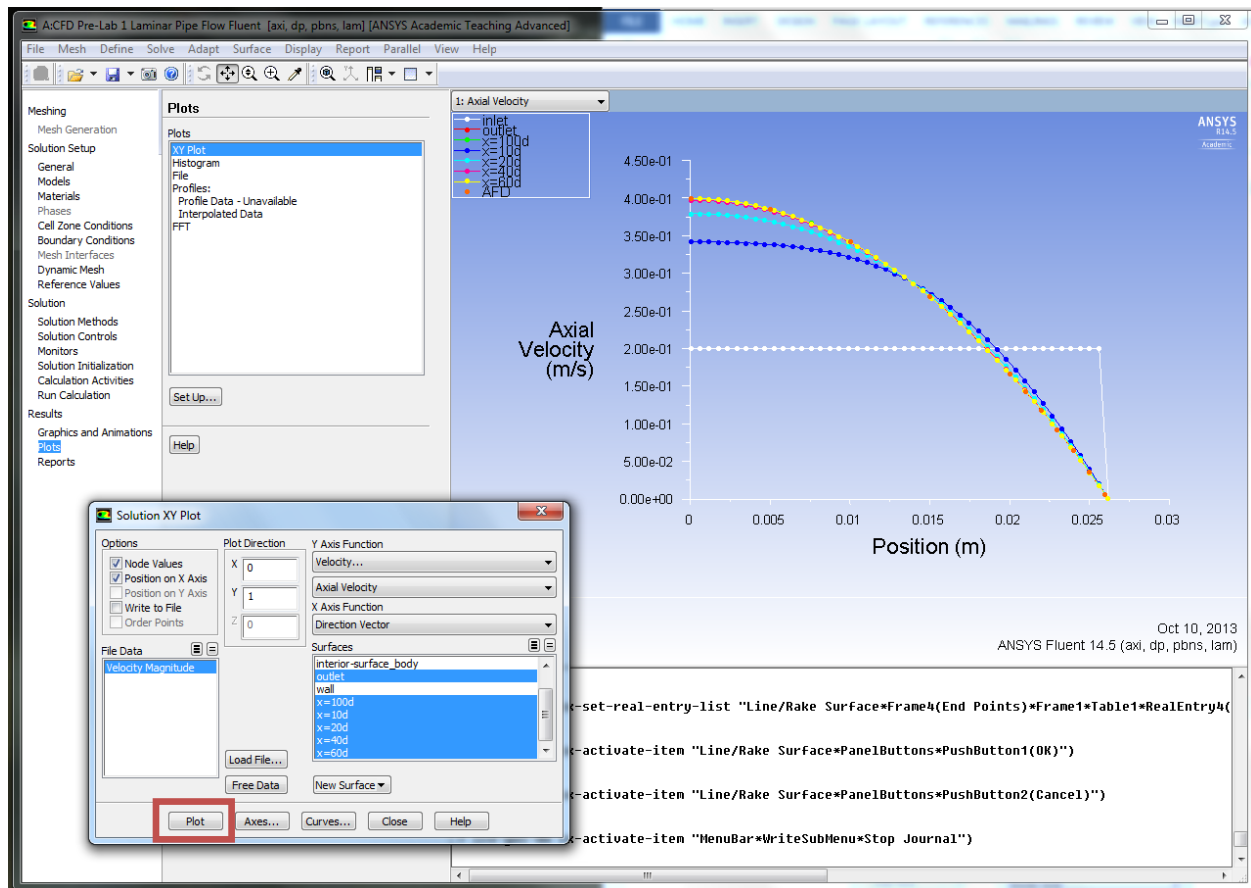 A:CFD Pre-Lab 1 Laminar Pipe Flow Fluent [axi, dp, pbns, lam] [ANSYS Academic Teaching Advanced]
File Mesh Define Solve Adapt Surface Display Report Parallel View Help
Meshing
Mesh Generation
Solution Setup
General
Models
Materials
Phases
Cell Zone Conditions
Boundary Conditions
Mesh Interfaces
Dynamic Mesh
Reference Values
Solution
Solution Methods
Solution Controls
Monitors
Solution Initialization
Calculation Activities
Run Calculation
Results
Graphics and Animations
Plots
Reports
Plots
Plots
XY Plot
Histogram
File
Profiles:
Profile Data - Unavailable
Interpolated Data
FFT
Set Up...
Help
1: Axial Velocity
inlet
outlet
x=100d
x=10d
x=20d
x=40d
x=60d
AFD
ANSYS
R14.5
Academic
4.50e-01
4.00e-01
3.50e-01
3.00e-01
2.50e-01
2.00e-01
1.50e-01
1.00e-01
5.00e-02
0.00e+00
Axial
Velocity
(m/s)
0 0.005 0.01 0.015 0.02 0.025 0.03
Position (m)
Oct 10, 2013
ANSYS Fluent 14.5 (axi, dp, pbns, lam)
Solution XY Plot
Options
Node Values
Position on X Axis
Position on Y Axis
Write to File
Order Points
Plot Direction
X 0
Y 1
Z 0
Y Axis Function
Velocity...
Axial Velocity
X Axis Function
Direction Vector
File Data
Velocity Magnitude
Surfaces
interior-surface_body
outlet
wall
x=100d
x=10d
x=20d
x=40d
x=60d
Load File...
Free Data
New Surface
Plot Axes... Curves... Close Help
x-set-real-entry-list "Line/Rake Surface*Frame4(End Points)*Frame1*Table1*RealEntry4(
x-activate-item "Line/Rake Surface*PanelButtons*PushButton1(OK)")
x-activate-item "Line/Rake Surface*PanelButtons*PushButton2(Cancel)")
x-activate-item "MenuBar*WriteSubMenu*Stop Journal")